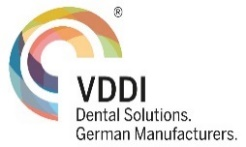 ®
VDDI
Dental Solutions.
German Manufacturers.